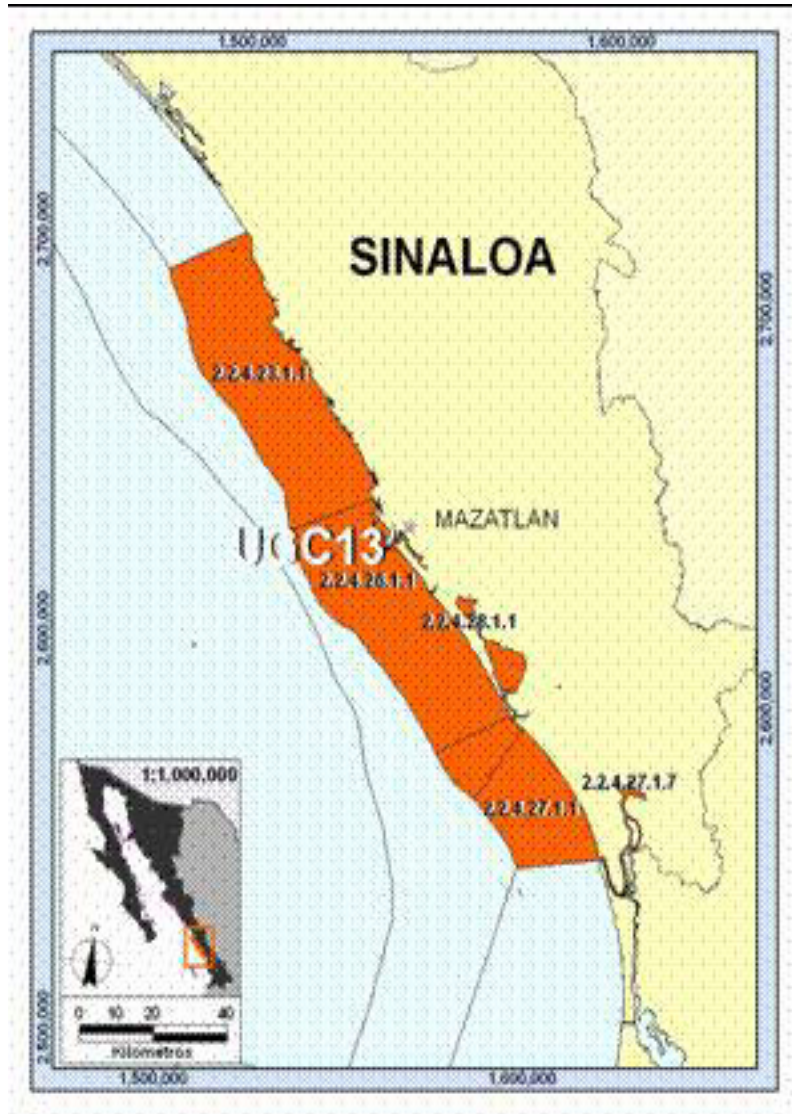 1.500,000 1.600,000
2.700,000
2.700,000
SINALOA
2.2.4.28.1.1
MAZATLAN
UGC13
2.2.4.28.1.1
2.2.4.28.1.1
2.600,000
2.600,000
1:1.000,000
2.2.4.27.1.7
2.2.4.27.1.1
N
0 10 20 40
Kilometros
2.500,000
1.500,000 1.600,000